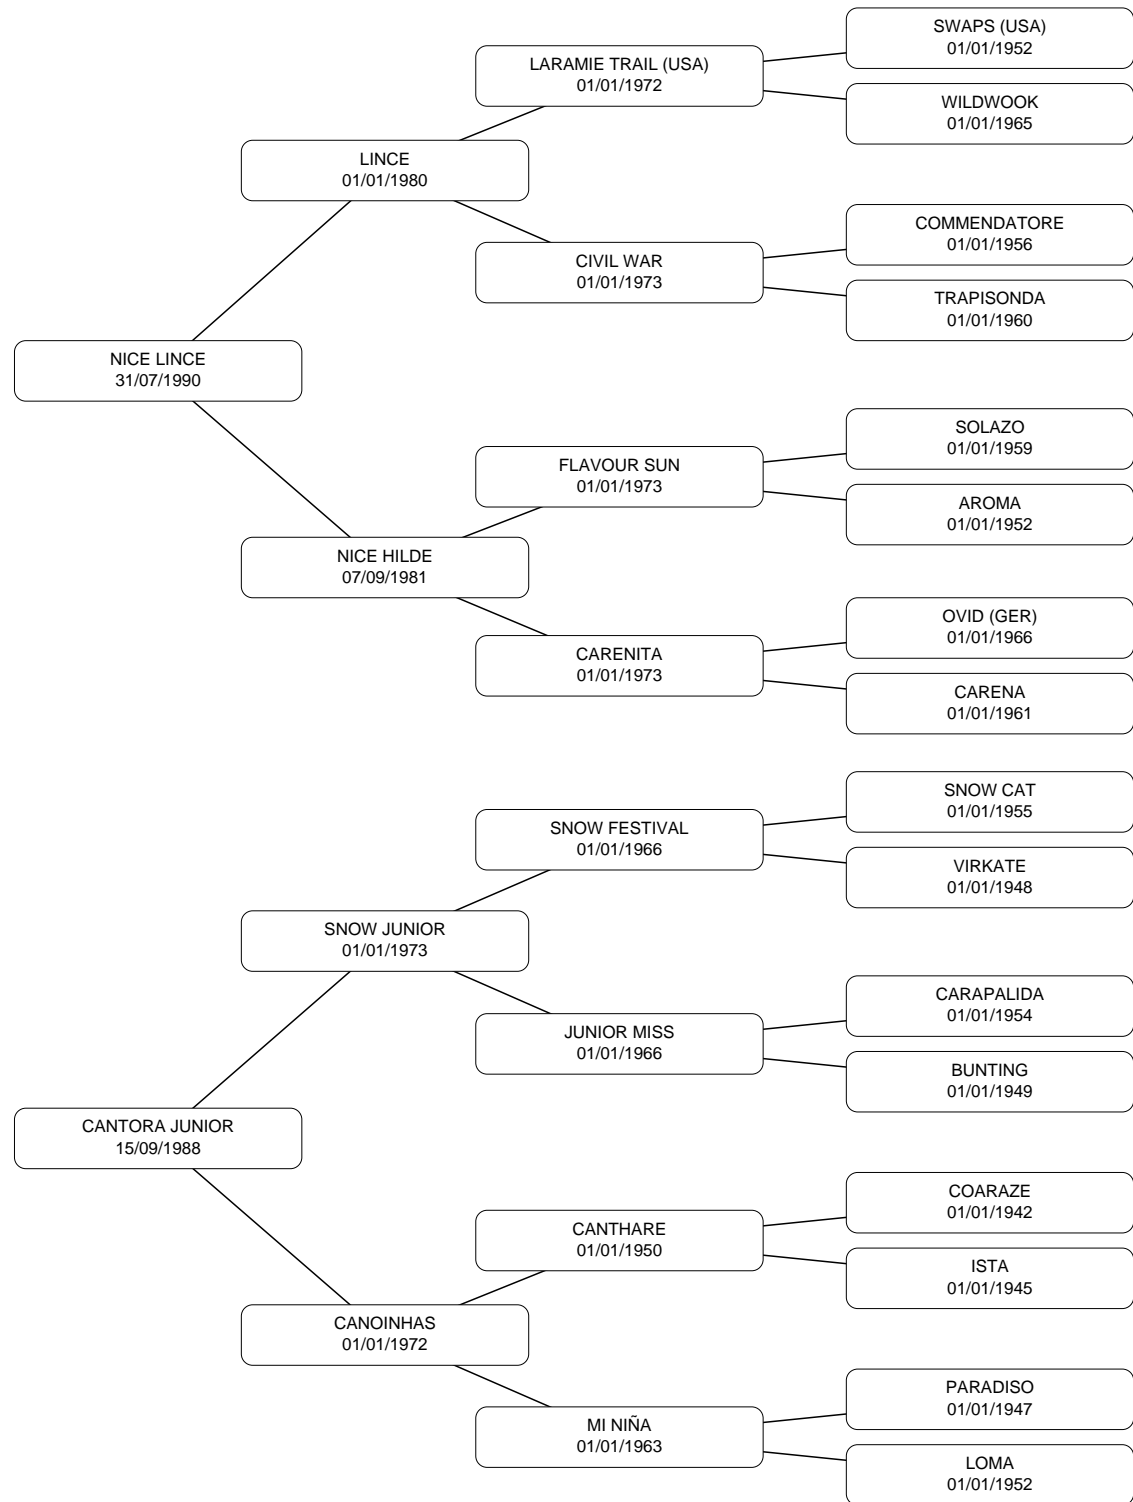 SWAPS (USA)
01/01/1952
LARAMIE TRAIL (USA)
01/01/1972
WILDWOOK
01/01/1965
LINCE
01/01/1980
COMMENDATORE
01/01/1956
CIVIL WAR
01/01/1973
TRAPISONDA
01/01/1960
NICE LINCE
31/07/1990
SOLAZO
01/01/1959
FLAVOUR SUN
01/01/1973
AROMA
01/01/1952
NICE HILDE
07/09/1981
OVID (GER)
01/01/1966
CARENITA
01/01/1973
CARENA
01/01/1961
SNOW CAT
01/01/1955
SNOW FESTIVAL
01/01/1966
VIRKATE
01/01/1948
SNOW JUNIOR
01/01/1973
CARAPALIDA
01/01/1954
JUNIOR MISS
01/01/1966
BUNTING
01/01/1949
CANTORA JUNIOR
15/09/1988
COARAZE
01/01/1942
CANTHARE
01/01/1950
ISTA
01/01/1945
CANOINHAS
01/01/1972
PARADISO
01/01/1947
MI NIÑA
01/01/1963
LOMA
01/01/1952